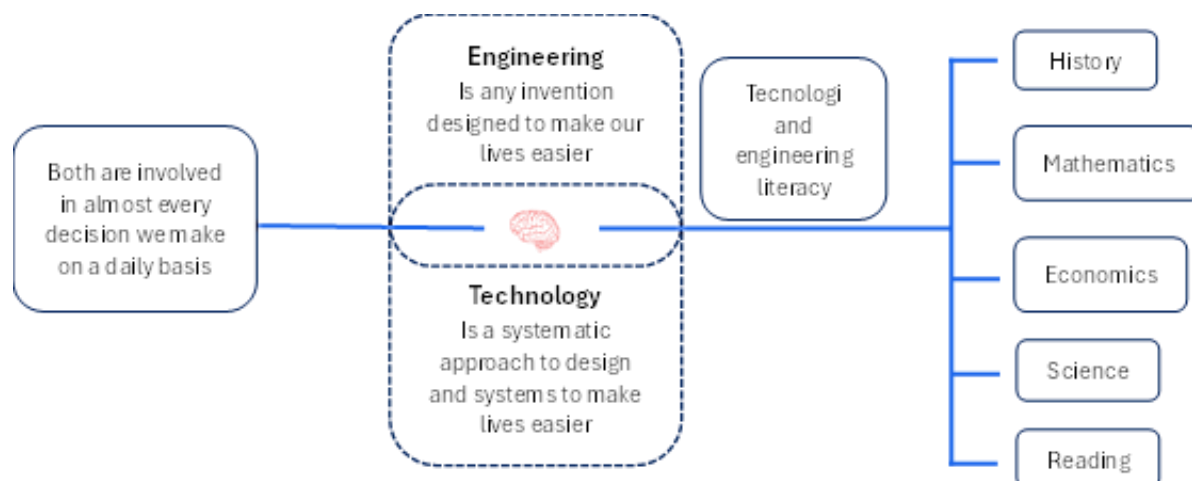 Both are involved
in almost every
decision we make
on a daily basis
Engineering
Is any invention
designed to make our
lives easier
Technology
Is a systematic
approach to design
and systems to make
lives easier
Tecnologi
and
engineering
literacy
History
Mathematics
Economics
Science
Reading